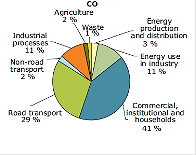 CO
Agriculture
2 %
Waste
1 %
Energy
production
and distribution
3 %
Energy use
in industry
11 %
Commercial,
institutional and
households
41 %
Road transport
29 %
Non-road
transport
2 %
Industrial
processes
11 %